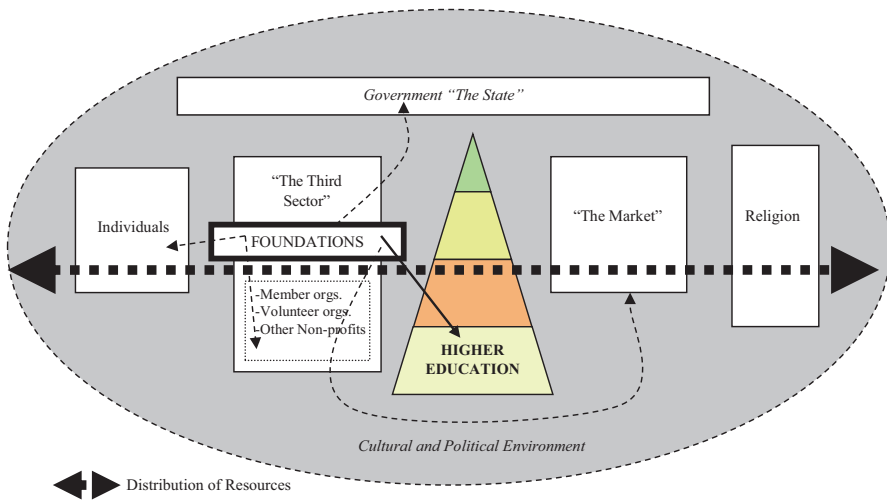 Government “The State”
“The Third
Sector”
Individuals
“The Market”
Religion
FOUNDATIONS
-Member orgs.
-Volunteer orgs.
-Other Non-profits
HIGHER
EDUCATION
Cultural and Political Environment
Distribution of Resources